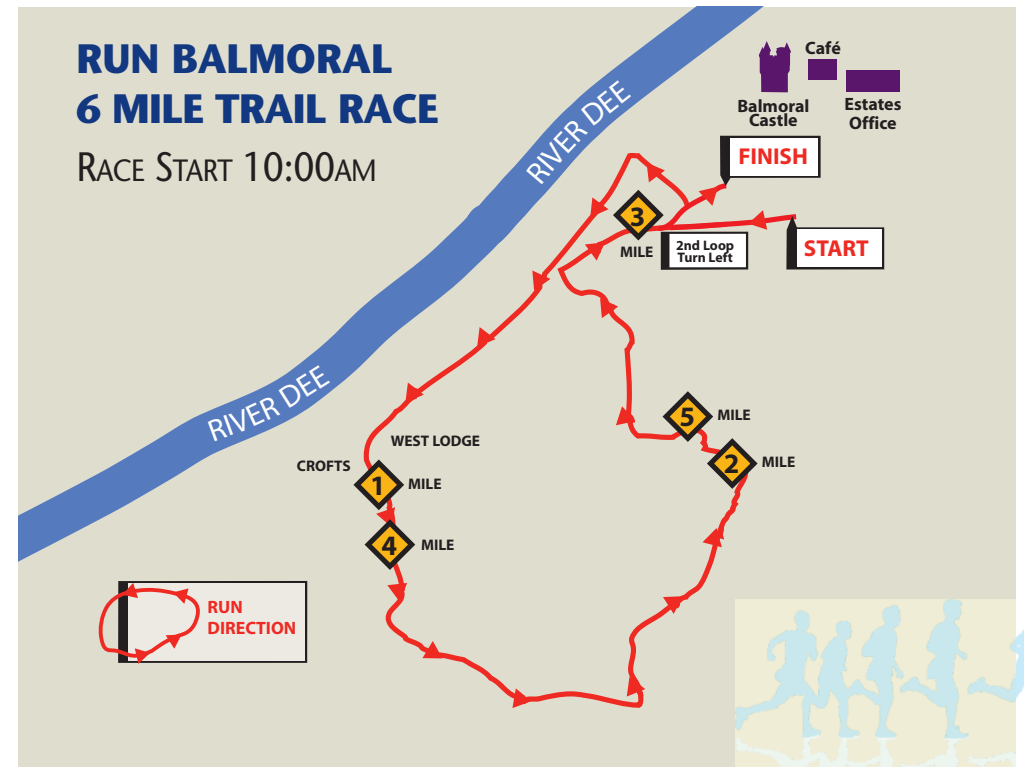 RUN BALMORAL
6 MILE TRAIL RACE
RACE START 10:00AM
RIVER DEE
Café
Balmoral
Castle
Estates
Office
FINISH
3
MILE
2nd Loop
Turn Left
START
RIVER DEE
5 MILE
WEST LODGE
2 MILE
CROFTS
1 MILE
4 MILE
RUN
DIRECTION